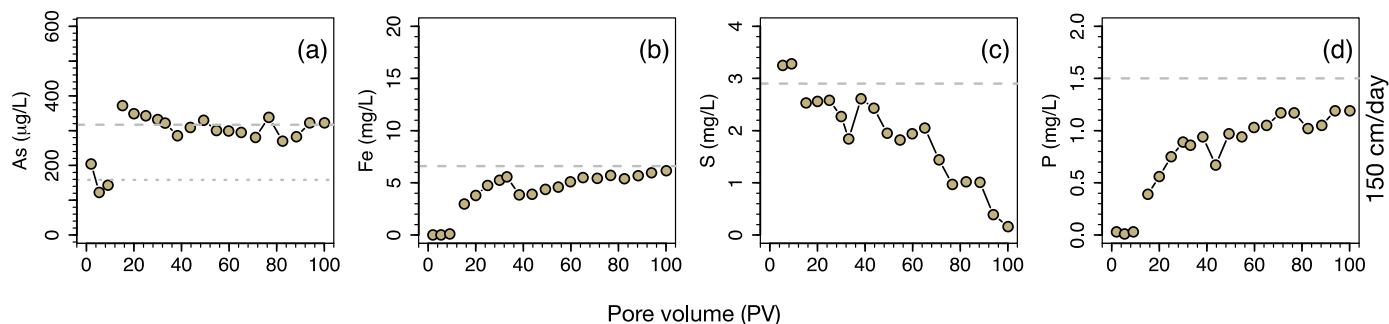 (a)
As (µg/L)
0 200 400 600
0 20 40 60 80 100
(b)
Fe (mg/L)
0 5 10 15 20
0 20 40 60 80 100
(c)
S (mg/L)
0 1 2 3 4
0 20 40 60 80 100
(d)
P (mg/L)
0.0 0.5 1.0 1.5 2.0
0 20 40 60 80 100
150 cm/day
Pore volume (PV)